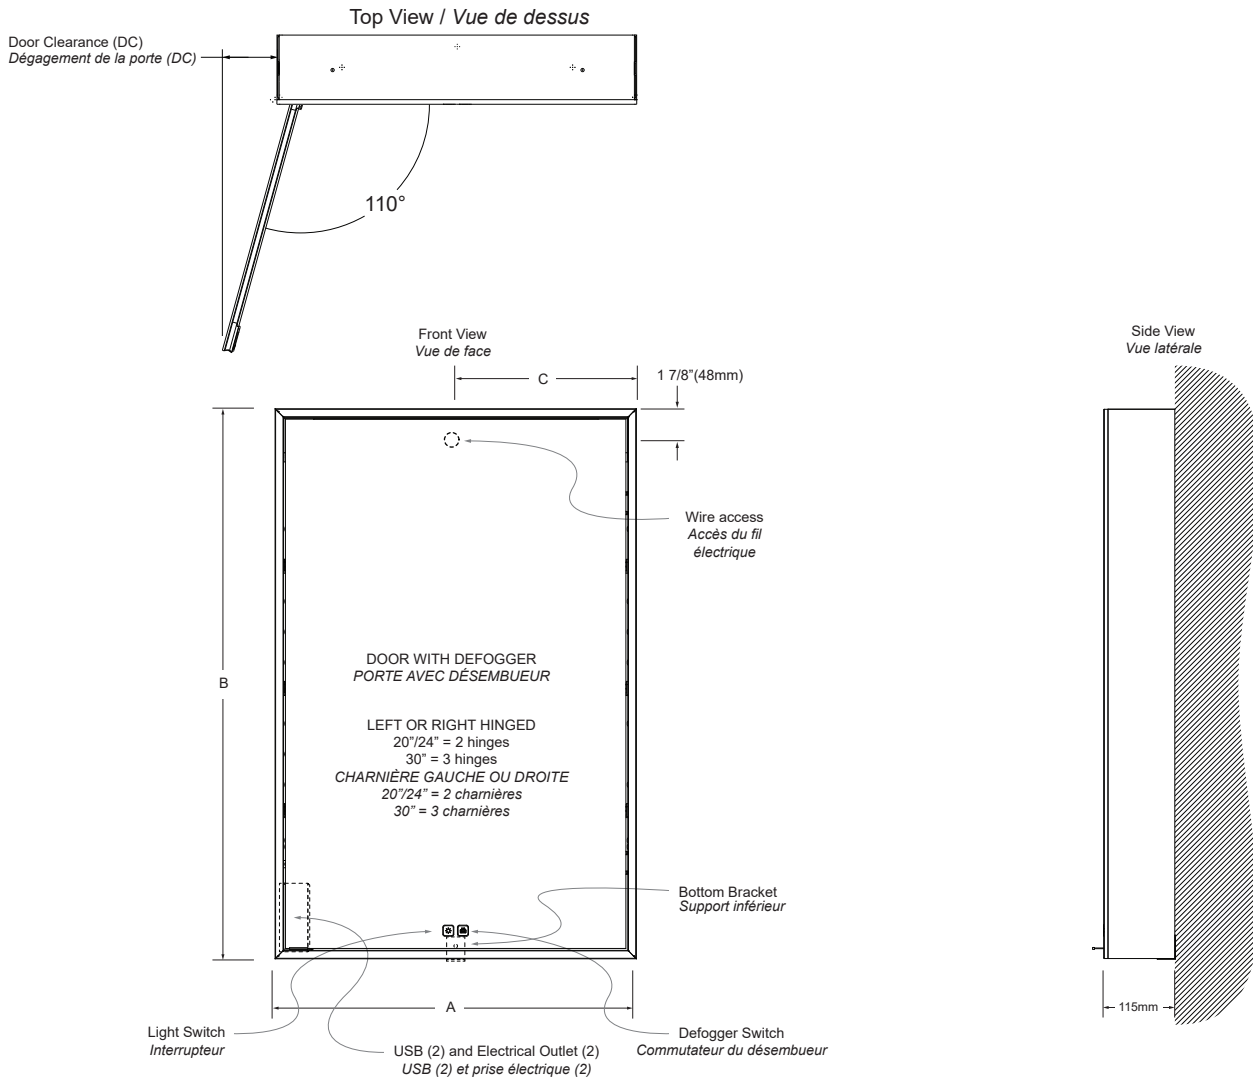 Top View / Vue de dessus
Door Clearance (DC)
Dégagement de la porte (DC)
110°
Front View
Vue de face
Side View
Vue latérale
C
1 7/8”(48mm)
Wire access
Accès du fil
électrique
DOOR WITH DEFOGGER
PORTE AVEC DÉSEMBUEUR
B
LEFT OR RIGHT HINGED
20”/24” = 2 hinges
30” = 3 hinges
CHARNIÈRE GAUCHE OU DROITE
20”/24” = 2 charnières
30” = 3 charnières
Bottom Bracket
Support inférieur
A
115mm
Light Switch
Interrupteur
USB (2) and Electrical Outlet (2)
USB (2) et prise électrique (2)
Defogger Switch
Commutateur du désembueur